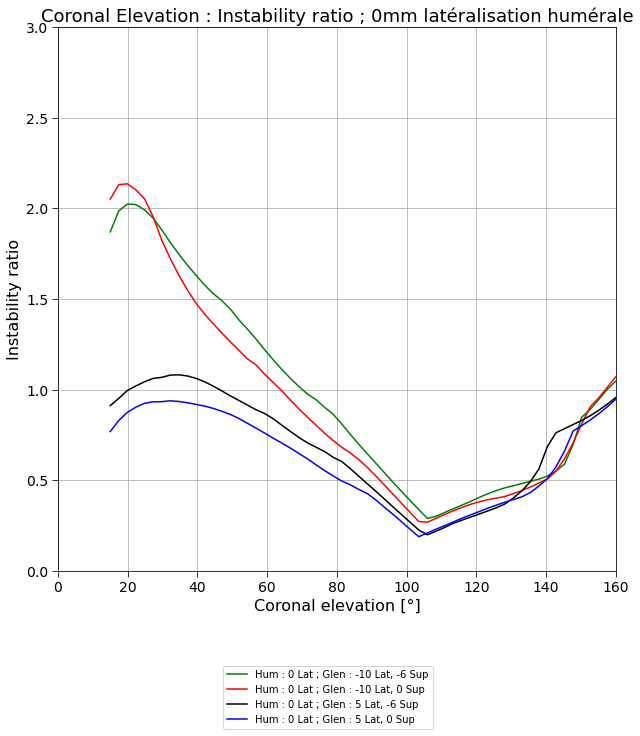 Coronal Elevation : Instability ratio ; 0mm latéralisation humérale
3.0
2.5
2.0
1.5
1.0
0.5
0.0
Instability ratio
0 20 40 60 80 100 120 140 160
Coronal elevation [°]
Hum : 0 Lat ; Glen : -10 Lat, -6 Sup
Hum : 0 Lat ; Glen : -10 Lat, 0 Sup
Hum : 0 Lat ; Glen : 5 Lat, -6 Sup
Hum : 0 Lat ; Glen : 5 Lat, 0 Sup